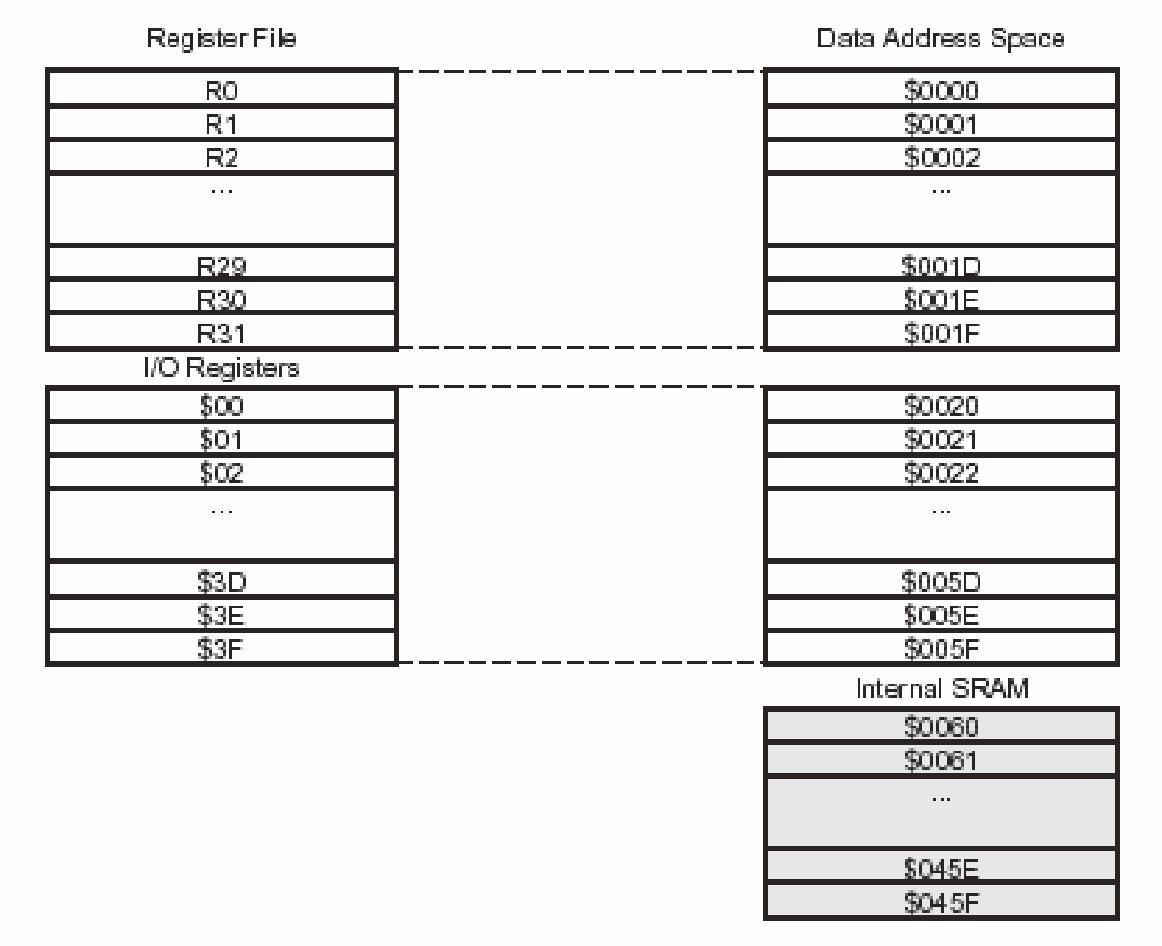 Register File Data Address Space
R0 $0000
R1 $0001
R2 $0002
... ...
R29 $001D
R30 $001E
R31 $001F
I/O Registers
$00 $0020
$01 $0021
$02 $0022
... ...
$3D $005D
$3E $005E
$3F $005F
Internal SRAM
$0060
$0061
...
$045E
$045F